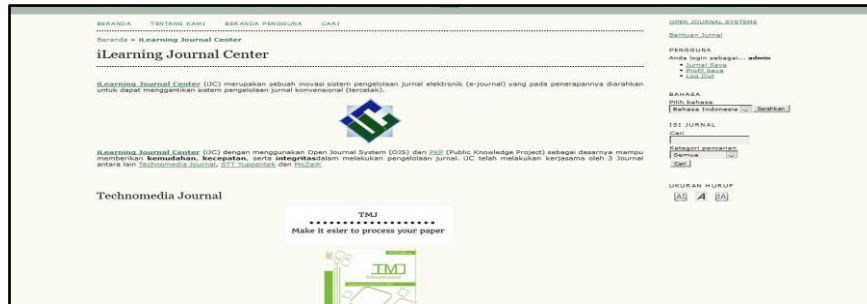 BERANDA TENTANG KAMI BERANDA PENGGUNA CARI
Beranda > iLearning Journal Center
iLearning Journal Center
iLearning Journal Center (iJC) merupakan sebuah inovasi sistem pengelolaan jurnal elektronik (e-journal) yang pada penerapannya diarahkan
untuk dapat menggantikan sistem pengelolaan jurnal konvensional (tercetak).
iJC
iLearning Journal Center (iJC) dengan menggunakan Open Journal System (OJS) dari PKP (Public Knowledge Project) sebagai dasarnya mampu
memberikan kemudahan, kecepatan, serta integritasdalam melakukan pengelolaan jurnal. iJC telah melakukan kerjasama oleh 3 Journal
antara lain Technomedia Journal, STT Yuppentek dan MoZaiK
Technomedia Journal
TMJ
Make it esier to process your paper
TMJ
OPEN JOURNAL SYSTEMS
Bantuan Jurnal
PENGGUNA
Anda login sebagai... admin
Jurnal Saya
Profil Saya
Log Out
BAHASA
Pilih bahasa
Bahasa Indonesia Serahkan
ISI JURNAL
Cari
Kategori pencarian
Semua
Cari
UKURAN HURUF
A A A